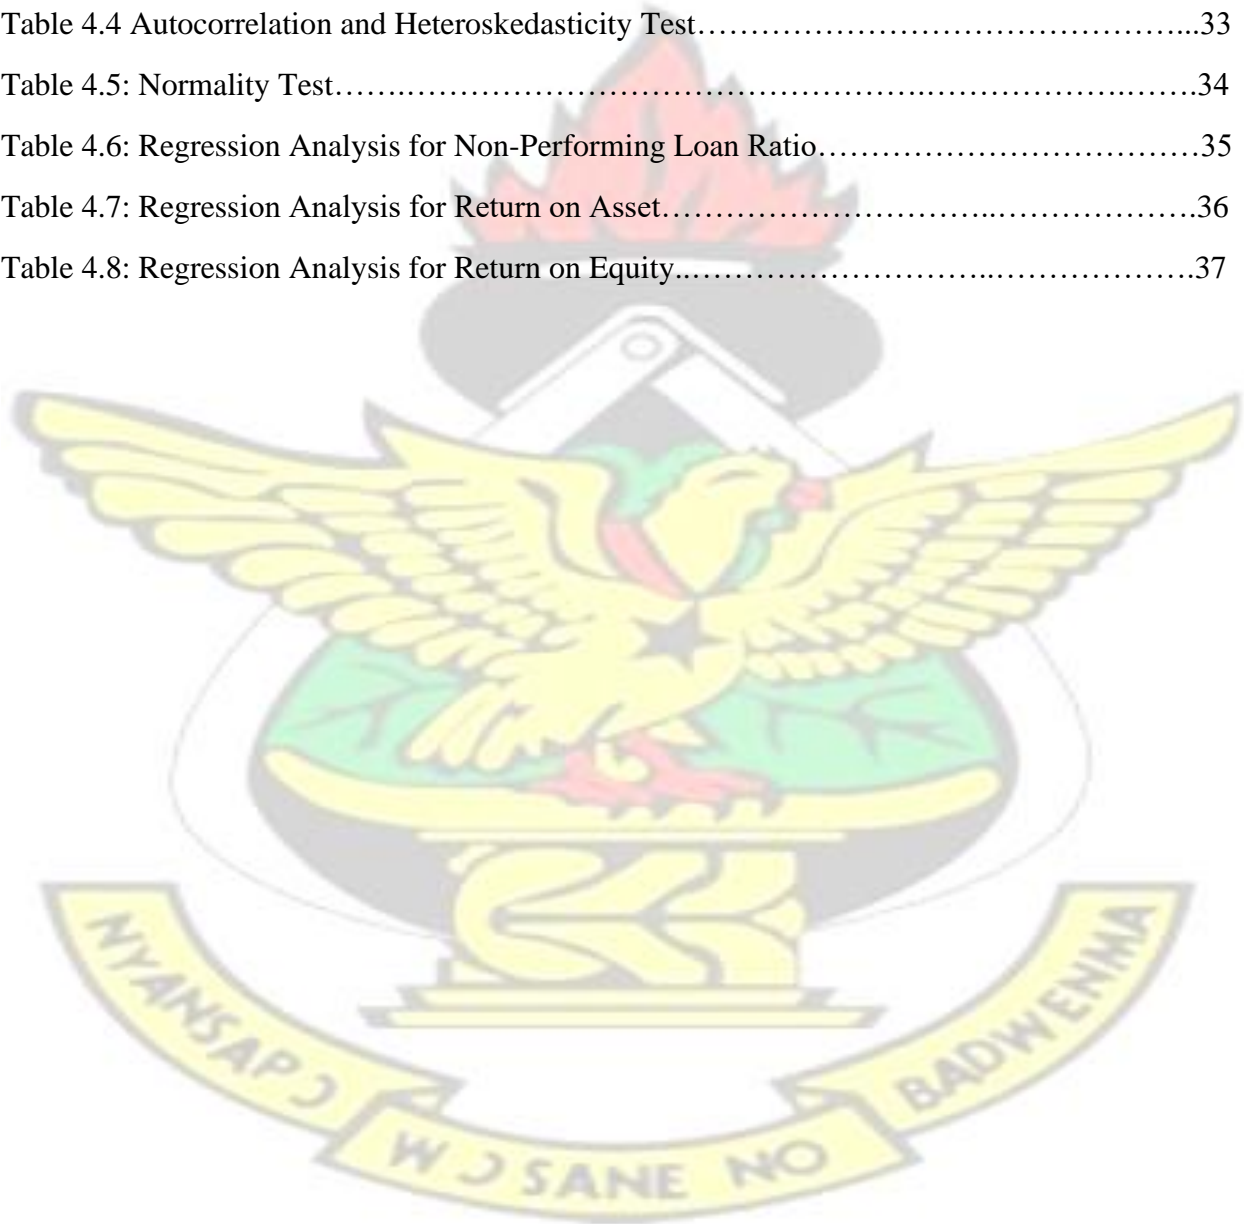 Table 4.4 Autocorrelation and Heteroskedasticity Test………………………………………...33
Table 4.5: Normality Test…….…………………………………………….……………….…….34
Table 4.6: Regression Analysis for Non-Performing Loan Ratio…………………………………35
Table 4.7: Regression Analysis for Return on Asset…………………………..……………….36
Table 4.8: Regression Analysis for Return on Equity..………………………..……………….37
NYANSAPƆ WƆ SANE NO BADWENMA